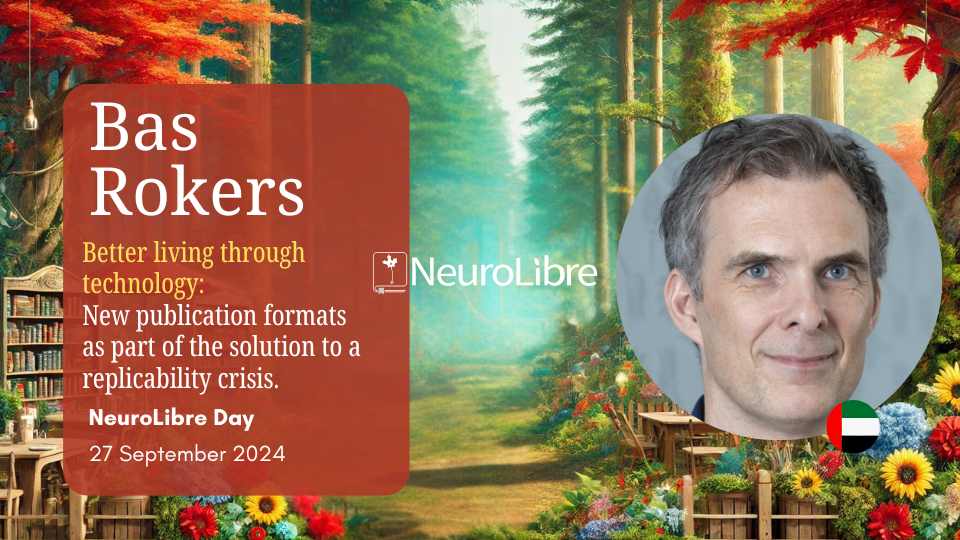 Bas
Rokers
Better living through
technology:
New publication formats
as part of the solution to a
replicability crisis.
NeuroLibre Day
27 September 2024
NeuroLibre